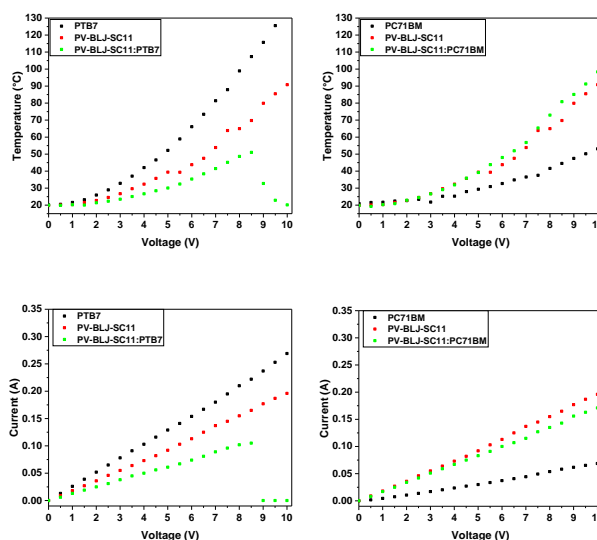 130
120
110
100
90
80
70
60
50
40
30
20
10
Temperature (°C)
PTB7
PV-BLJ-SC11
PV-BLJ-SC11:PTB7
0 1 2 3 4 5 6 7 8 9 10
Voltage (V)
130
120
110
100
90
80
70
60
50
40
30
20
10
Temperature (°C)
PC71BM
PV-BLJ-SC11
PV-BLJ-SC11:PC71BM
0 1 2 3 4 5 6 7 8 9 10
Voltage (V)
0.35
0.30
0.25
0.20
0.15
0.10
0.05
0.00
Current (A)
PTB7
PV-BLJ-SC11
PV-BLJ-SC11:PTB7
0 1 2 3 4 5 6 7 8 9 10
Voltage (V)
0.35
0.30
0.25
0.20
0.15
0.10
0.05
0.00
Current (A)
PC71BM
PV-BLJ-SC11
PV-BLJ-SC11:PC71BM
0 1 2 3 4 5 6 7 8 9 10
Voltage (V)